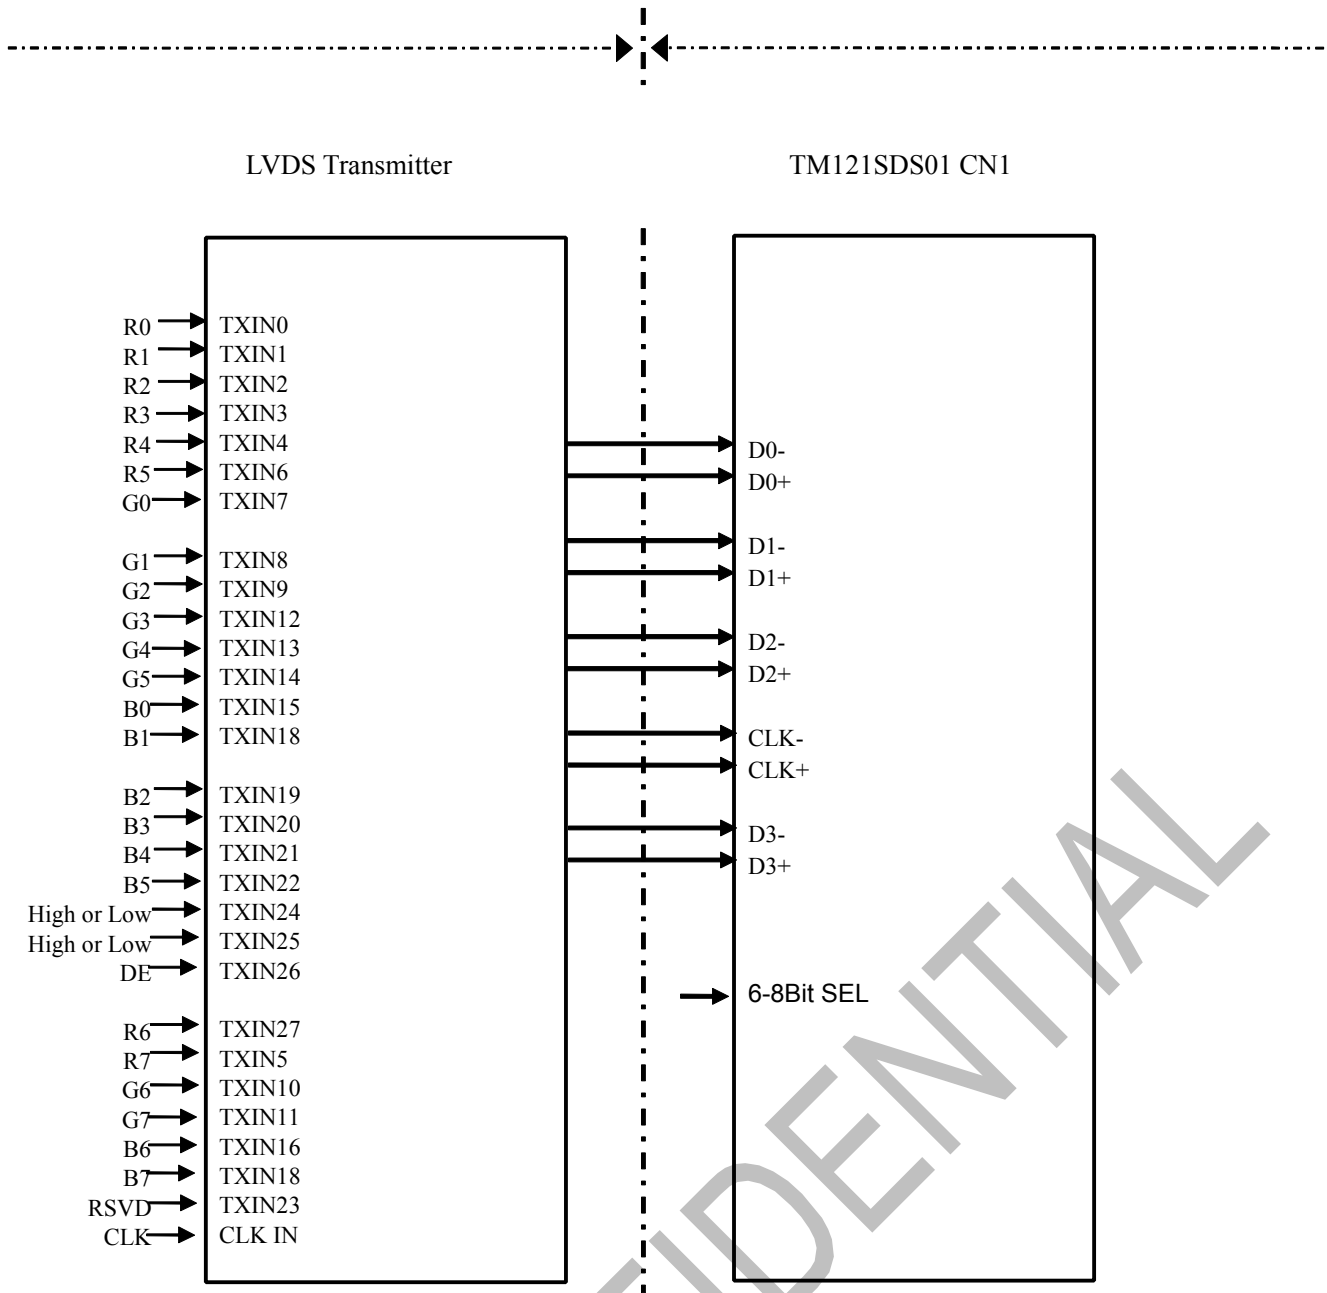 LVDS Transmitter TM121SDS01 CN1
R0 TXIN0
R1 TXIN1
R2 TXIN2
R3 TXIN3
R4 TXIN4
R5 TXIN6
G0 TXIN7
G1 TXIN8
G2 TXIN9
G3 TXIN12
G4 TXIN13
G5 TXIN14
B0 TXIN15
B1 TXIN18
B2 TXIN19
B3 TXIN20
B4 TXIN21
B5 TXIN22
High or Low TXIN24
High or Low TXIN25
DE TXIN26
R6 TXIN27
R7 TXIN5
G6 TXIN10
G7 TXIN11
B6 TXIN16
B7 TXIN18
RSVD TXIN23
CLK CLK IN
D0-
D0+
D1-
D1+
D2-
D2+
CLK-
CLK+
D3-
D3+
6-8Bit SEL
IDENTIAL